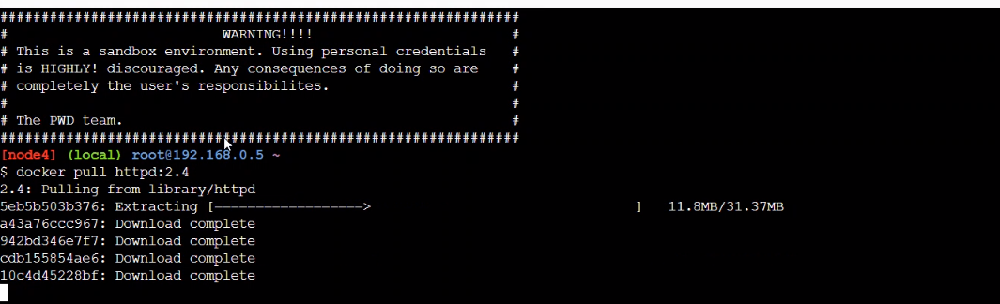 ###############################################################
#                          WARNING!!!!                        #
# This is a sandbox environment. Using personal credentials   #
# is HIGHLY! discouraged. Any consequences of doing so are    #
# completely the user's responsibilites.                      #
#                                                             #
# The PWD team.                                               #
###############################################################
[node4] (local) root@192.168.0.5 ~
$ docker pull httpd:2.4
2.4: Pulling from library/httpd
5eb5b503b376: Extracting [==================>                                ]   11.8MB/31.37MB
a43a76ccc967: Download complete
942bd346e7f7: Download complete
cdb155854ae6: Download complete
10c4d45228bf: Download complete